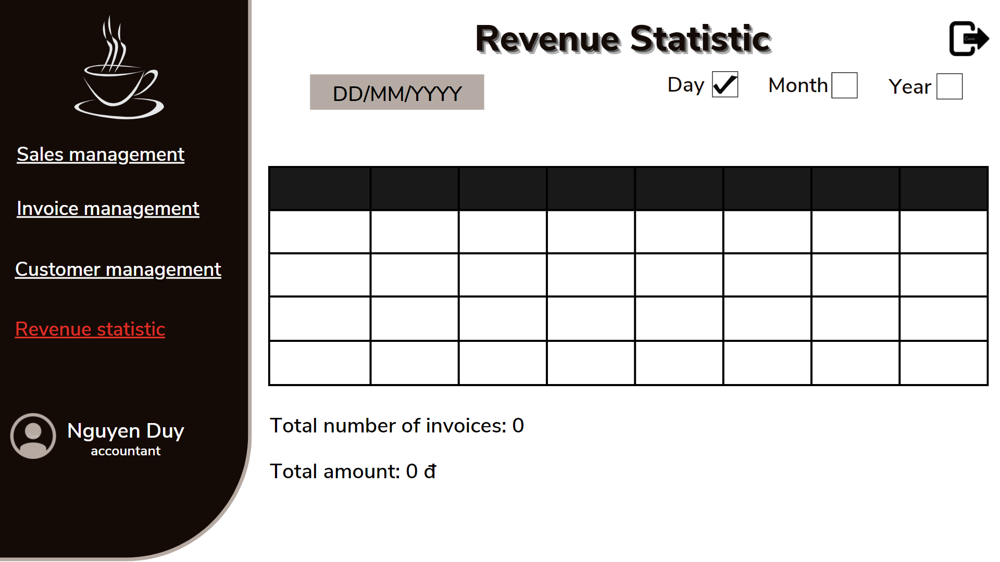 Revenue Statistic
DD/MM/YYYY
Day
Month
Year
Sales management
Invoice management
Customer management
Revenue statistic
Nguyen Duy
accountant
Total number of invoices: 0
Total amount: 0 đ